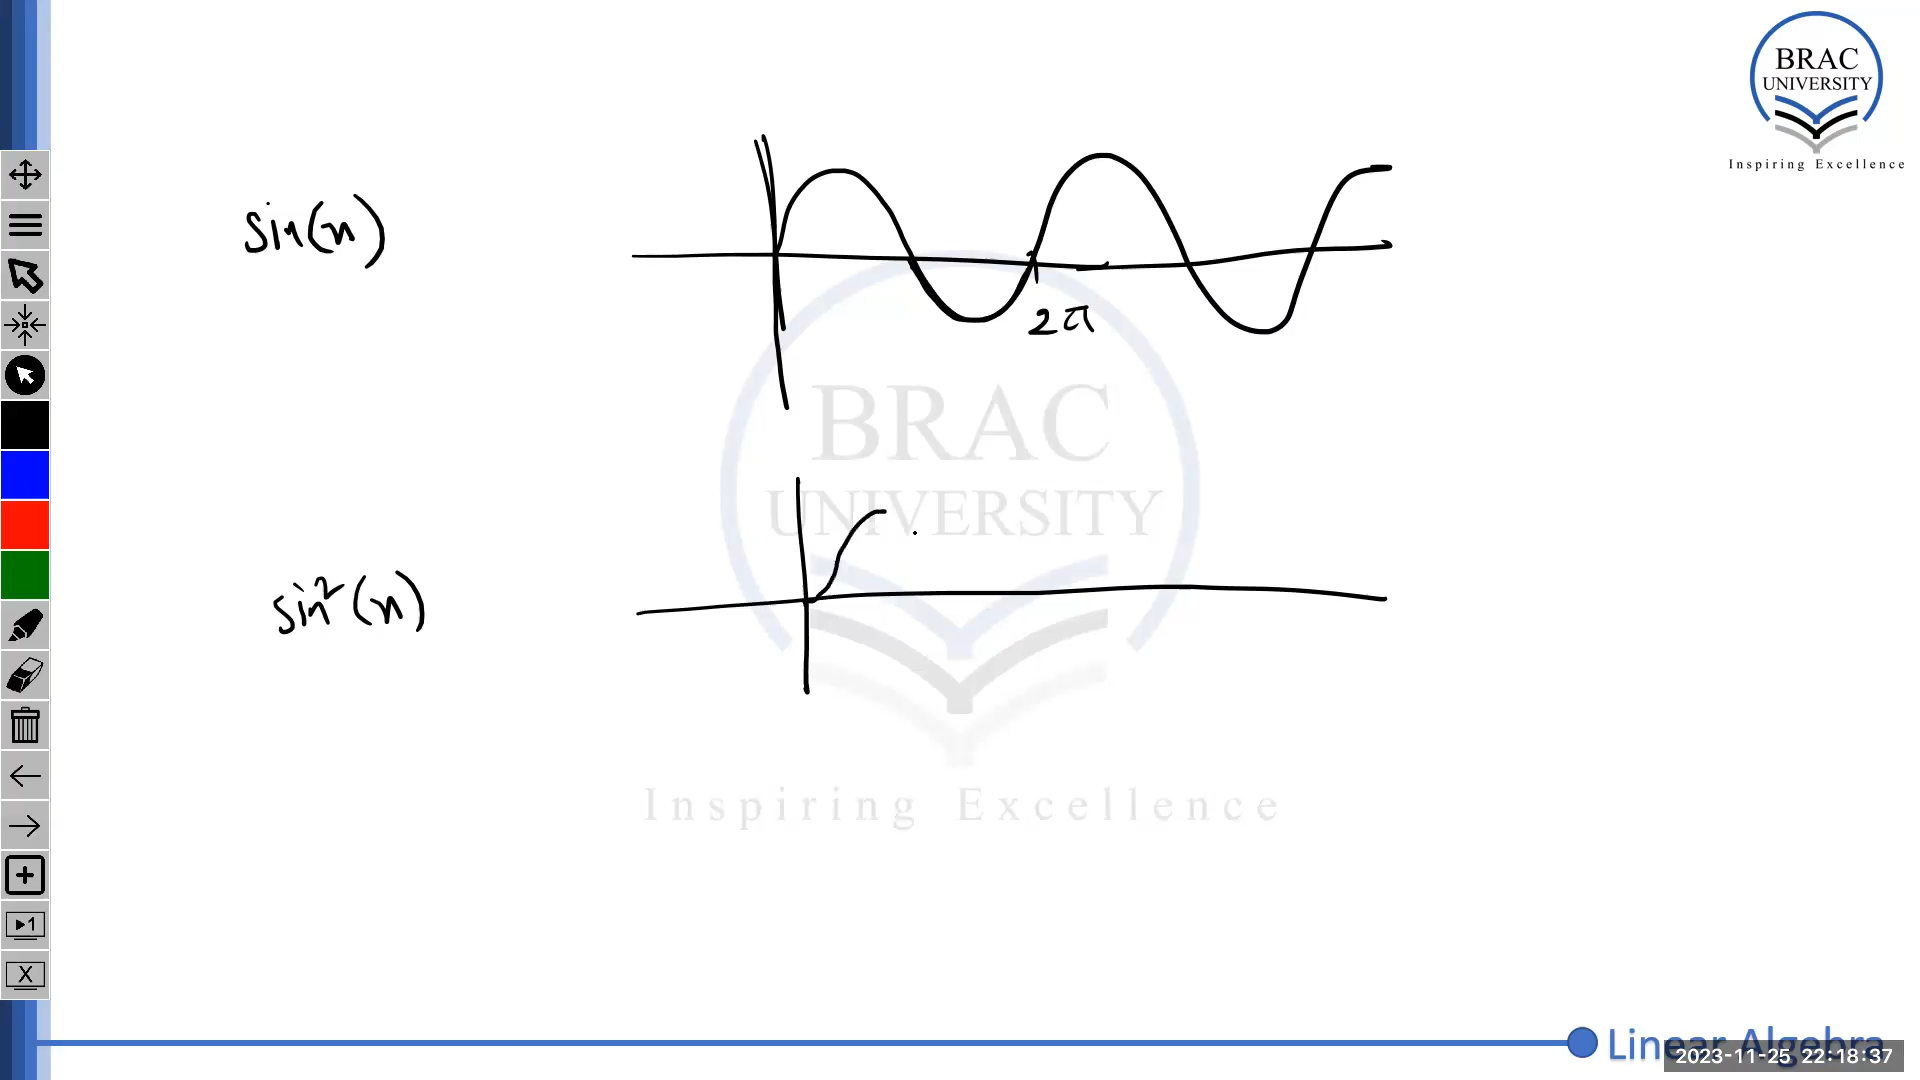 BRAC
UNIVERSITY
Inspiring Excellence
sin(x)
2π
BRAC
UNIVERSITY
sin²(x)
Inspiring Excellence
▶1
X
Linear Algebra
2023-11-25 22:18:37